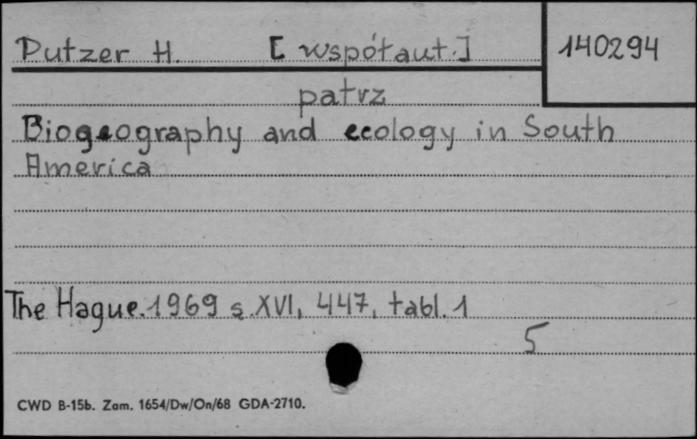 Putzer H. [współaut.] 140294
patrz
Biogeography and ecology in South
America
The Hague. 1969 s. XVI, 447, tabl. 1
5
CWD B-15b. Zam. 1654/Dw/On/68 GDA-2710.